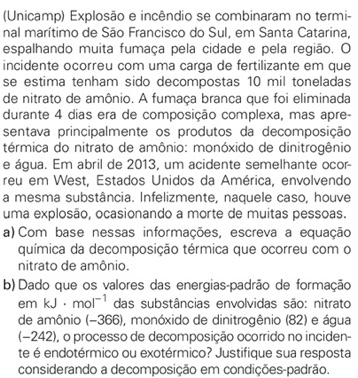 (Unicamp) Explosão e incêndio se combinaram no termi-
nal marítimo de São Francisco do Sul, em Santa Catarina,
espalhando muita fumaça pela cidade e pela região. O
incidente ocorreu com uma carga de fertilizante em que
se estima tenham sido decompostas 10 mil toneladas
de nitrato de amônio. A fumaça branca que foi eliminada
durante 4 dias era de composição complexa, mas apre-
sentava principalmente os produtos da decomposição
térmica do nitrato de amônio: monóxido de dinitrogênio
e água. Em abril de 2013, um acidente semelhante ocor-
reu em West, Estados Unidos da América, envolvendo
a mesma substância. Infelizmente, naquele caso, houve
uma explosão, ocasionando a morte de muitas pessoas.
a) Com base nessas informações, escreva a equação
química da decomposição térmica que ocorreu com o
nitrato de amônio.
b) Dado que os valores das energias-padrão de formação
em kJ · mol⁻¹ das substâncias envolvidas são: nitrato
de amônio (−366), monóxido de dinitrogênio (82) e água
(−242), o processo de decomposição ocorrido no inciden-
te é endotérmico ou exotérmico? Justifique sua resposta
considerando a decomposição em condições-padrão.